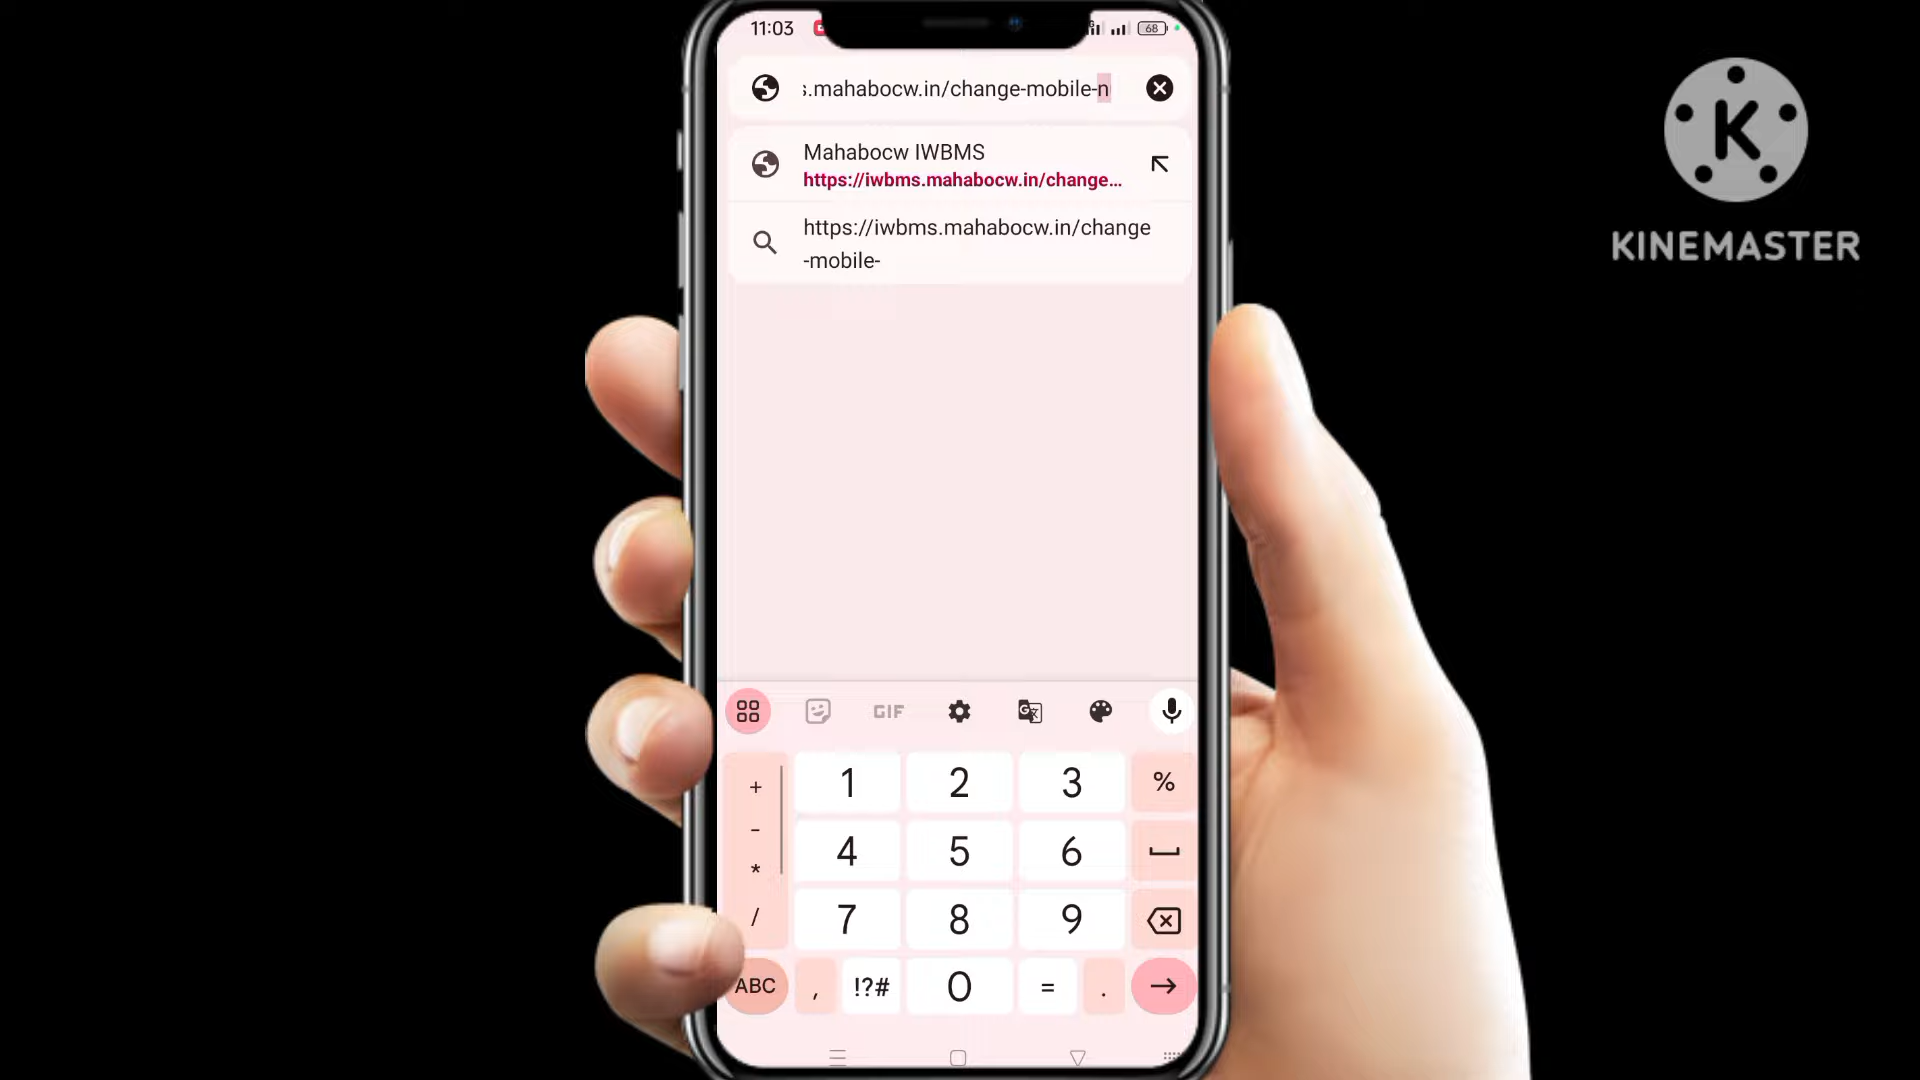 11:03
68
s.mahabocw.in/change-mobile-n
Mahabocw IWBMS
https://iwbms.mahabocw.in/change...
https://iwbms.mahabocw.in/change
-mobile-
K
KINEMASTER
GIF
+ 1 2 3 %
- 4 5 6
*
/ 7 8 9
ABC , !?# 0 = .